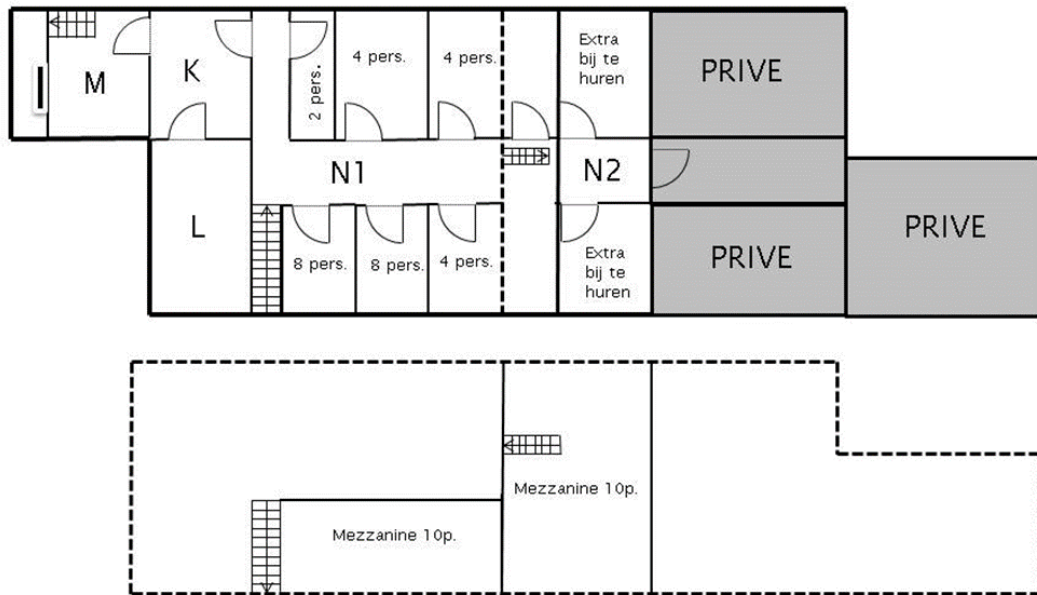 M
K
2 pers.
4 pers.
4 pers.
Extra
bij te
huren
PRIVE
N1
N2
L
8 pers.
8 pers.
4 pers.
Extra
bij te
huren
PRIVE
PRIVE
Mezzanine 10p.
Mezzanine 10p.